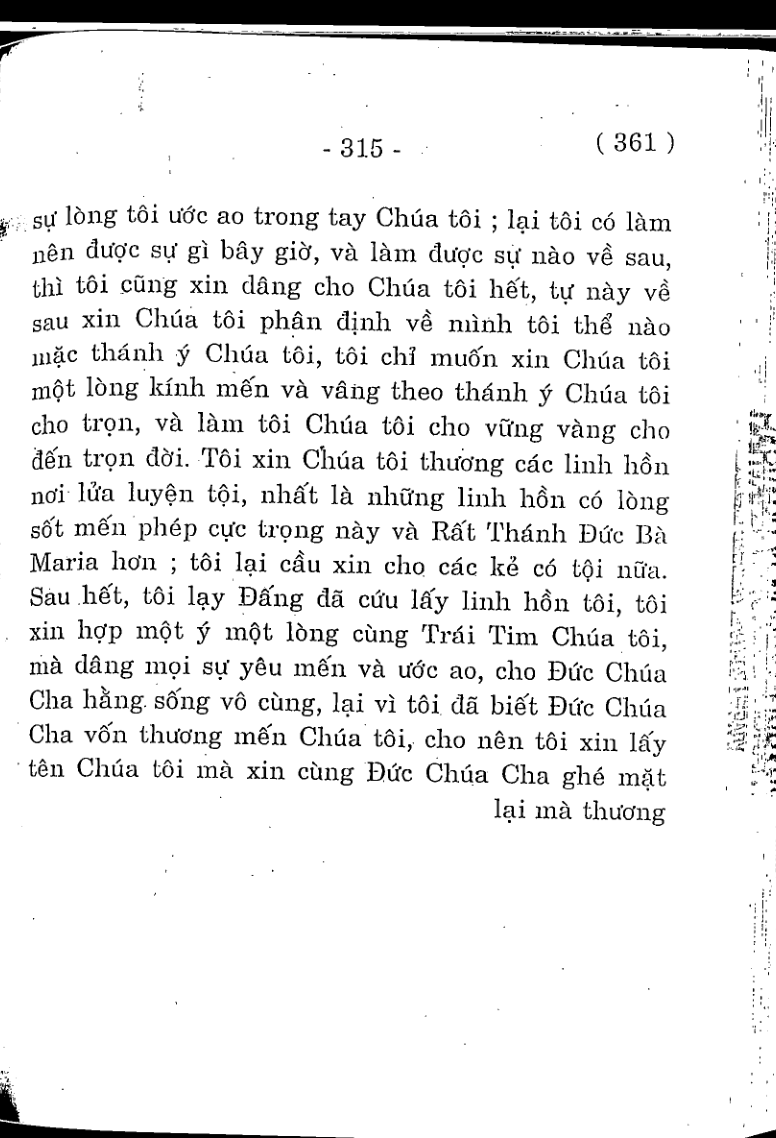 - 315 - ( 361 )
sự lòng tôi ước ao trong tay Chúa tôi ; lại tôi có làm
nên được sự gì bây giờ, và làm được sự nào về sau,
thì tôi cũng xin dâng cho Chúa tôi hết, tự này về
sau xin Chúa tôi phận định về mình tôi thể nào
mặc thánh ý Chúa tôi, tôi chỉ muốn xin Chúa tôi
một lòng kính mến và vâng theo thánh ý Chúa tôi
cho trọn, và làm tôi Chúa tôi cho vững vàng cho
đến trọn đời. Tôi xin Chúa tôi thương các linh hồn
nơi lửa luyện tội, nhất là những linh hồn có lòng
sốt mến phép cực trọng này và Rất Thánh Đức Bà
Maria hơn ; tôi lại cầu xin cho các kẻ có tội nữa.
Sau hết, tôi lạy Đấng đã cứu lấy linh hồn tôi, tôi
xin hợp một ý một lòng cùng Trái Tim Chúa tôi,
mà dâng mọi sự yêu mến và ước ao, cho Đức Chúa
Cha hằng sống vô cùng, lại vì tôi đã biết Đức Chúa
Cha vốn thương mến Chúa tôi, cho nên tôi xin lấy
tên Chúa tôi mà xin cùng Đức Chúa Cha ghé mặt
lại mà thương